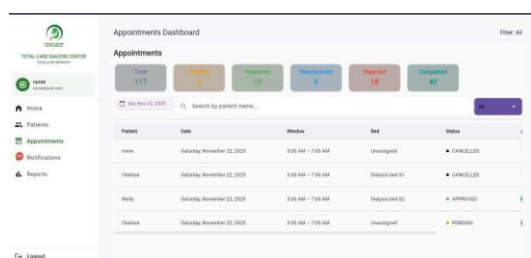 Appointments Dashboard
Filter: All
TOTAL CARE DIALYSIS CENTER
nurse
Home
Patients
Appointments
Notifications
Reports
Logout
Appointments
Total
117
Approved
12
Rescheduled
0
Rejected
18
Completed
40
Sat, Nov 22, 2025
Search by patient name...
All
Patient Date Window Bed Status
Saturday, November 22, 2025 3:00 AM – 7:00 AM Unassigned CANCELLED
Chelsea Saturday, November 22, 2025 3:00 AM – 7:00 AM Dialysis bed 01 CANCELLED
Molly Saturday, November 22, 2025 3:00 AM – 7:00 AM Dialysis bed 02 APPROVED
Chelsea Saturday, November 22, 2025 3:00 AM – 7:00 AM Unassigned PENDING